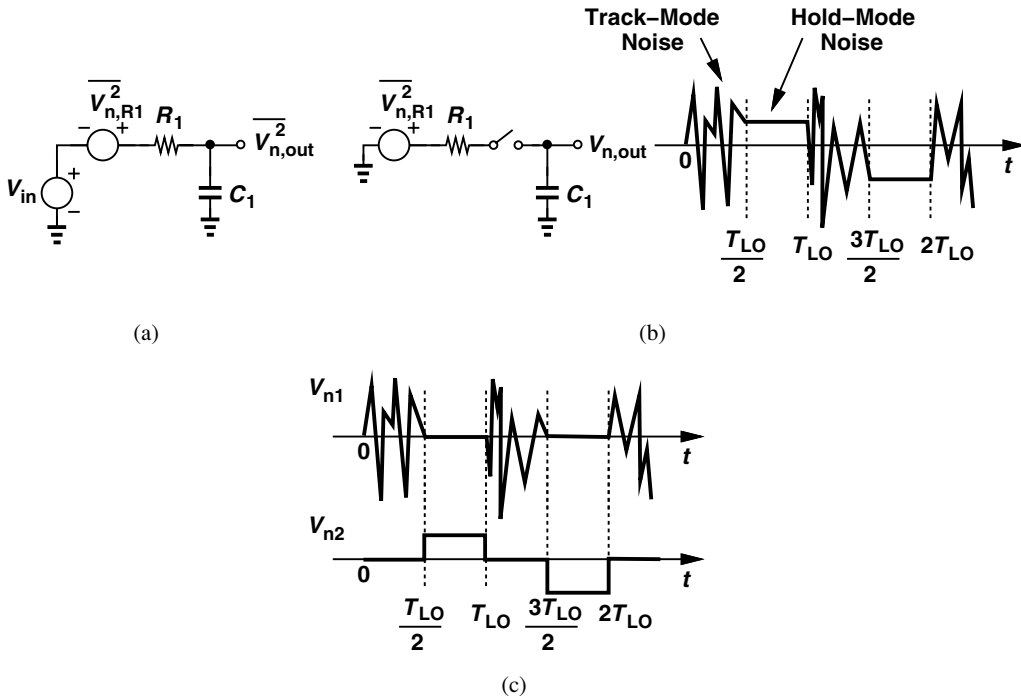 Track–Mode
Noise
Hold–Mode
Noise
V²n,R1
− +
R1
V²n,out
Vin
+
−
C1
(a)
V²n,R1
− +
R1
Vn,out
C1
0
t
TLO/2 TLO 3TLO/2 2TLO
(b)
Vn1
0
t
Vn2
0
t
TLO/2 TLO 3TLO/2 2TLO
(c)